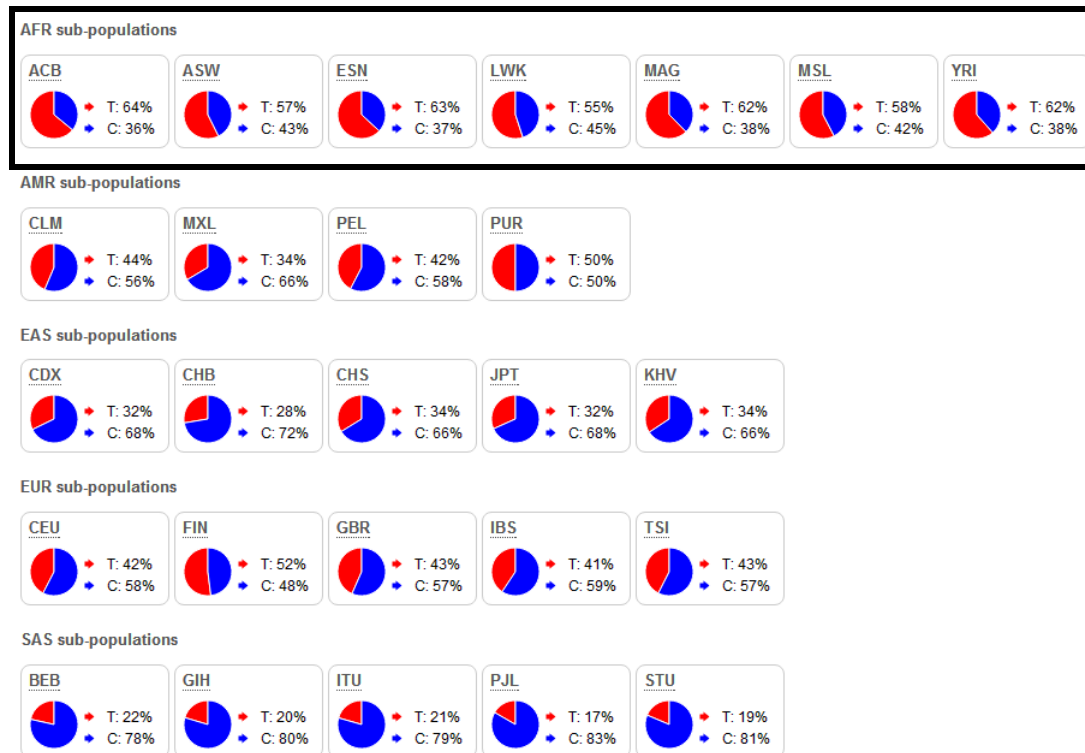 AFR sub-populations
ACB ASW ESN LWK MAG MSL YRI
T: 64% T: 57% T: 63% T: 55% T: 62% T: 58% T: 62%
C: 36% C: 43% C: 37% C: 45% C: 38% C: 42% C: 38%
AMR sub-populations
CLM MXL PEL PUR
T: 44% T: 34% T: 42% T: 50%
C: 56% C: 66% C: 58% C: 50%
EAS sub-populations
CDX CHB CHS JPT KHV
T: 32% T: 28% T: 34% T: 32% T: 34%
C: 68% C: 72% C: 66% C: 68% C: 66%
EUR sub-populations
CEU FIN GBR IBS TSI
T: 42% T: 52% T: 43% T: 41% T: 43%
C: 58% C: 48% C: 57% C: 59% C: 57%
SAS sub-populations
BEB GIH ITU PJL STU
T: 22% T: 20% T: 21% T: 17% T: 19%
C: 78% C: 80% C: 79% C: 83% C: 81%